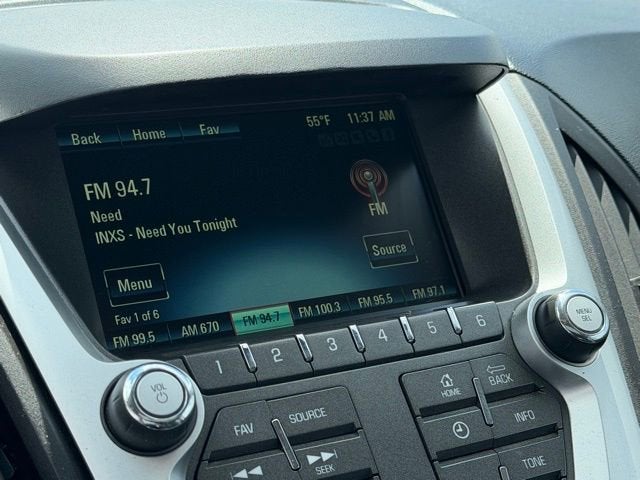 Back Home Fav 55°F 11:37 AM
FM 94.7
Need
INXS - Need You Tonight
FM
Menu
Source
Fav 1 of 6
FM 99.5 AM 670 FM 94.7 FM 100.3 FM 95.5 FM 97.1
1 2 3 4 5 6
VOL
MENU
SEL
FAV SOURCE
HOME BACK
INFO
SEEK
TONE